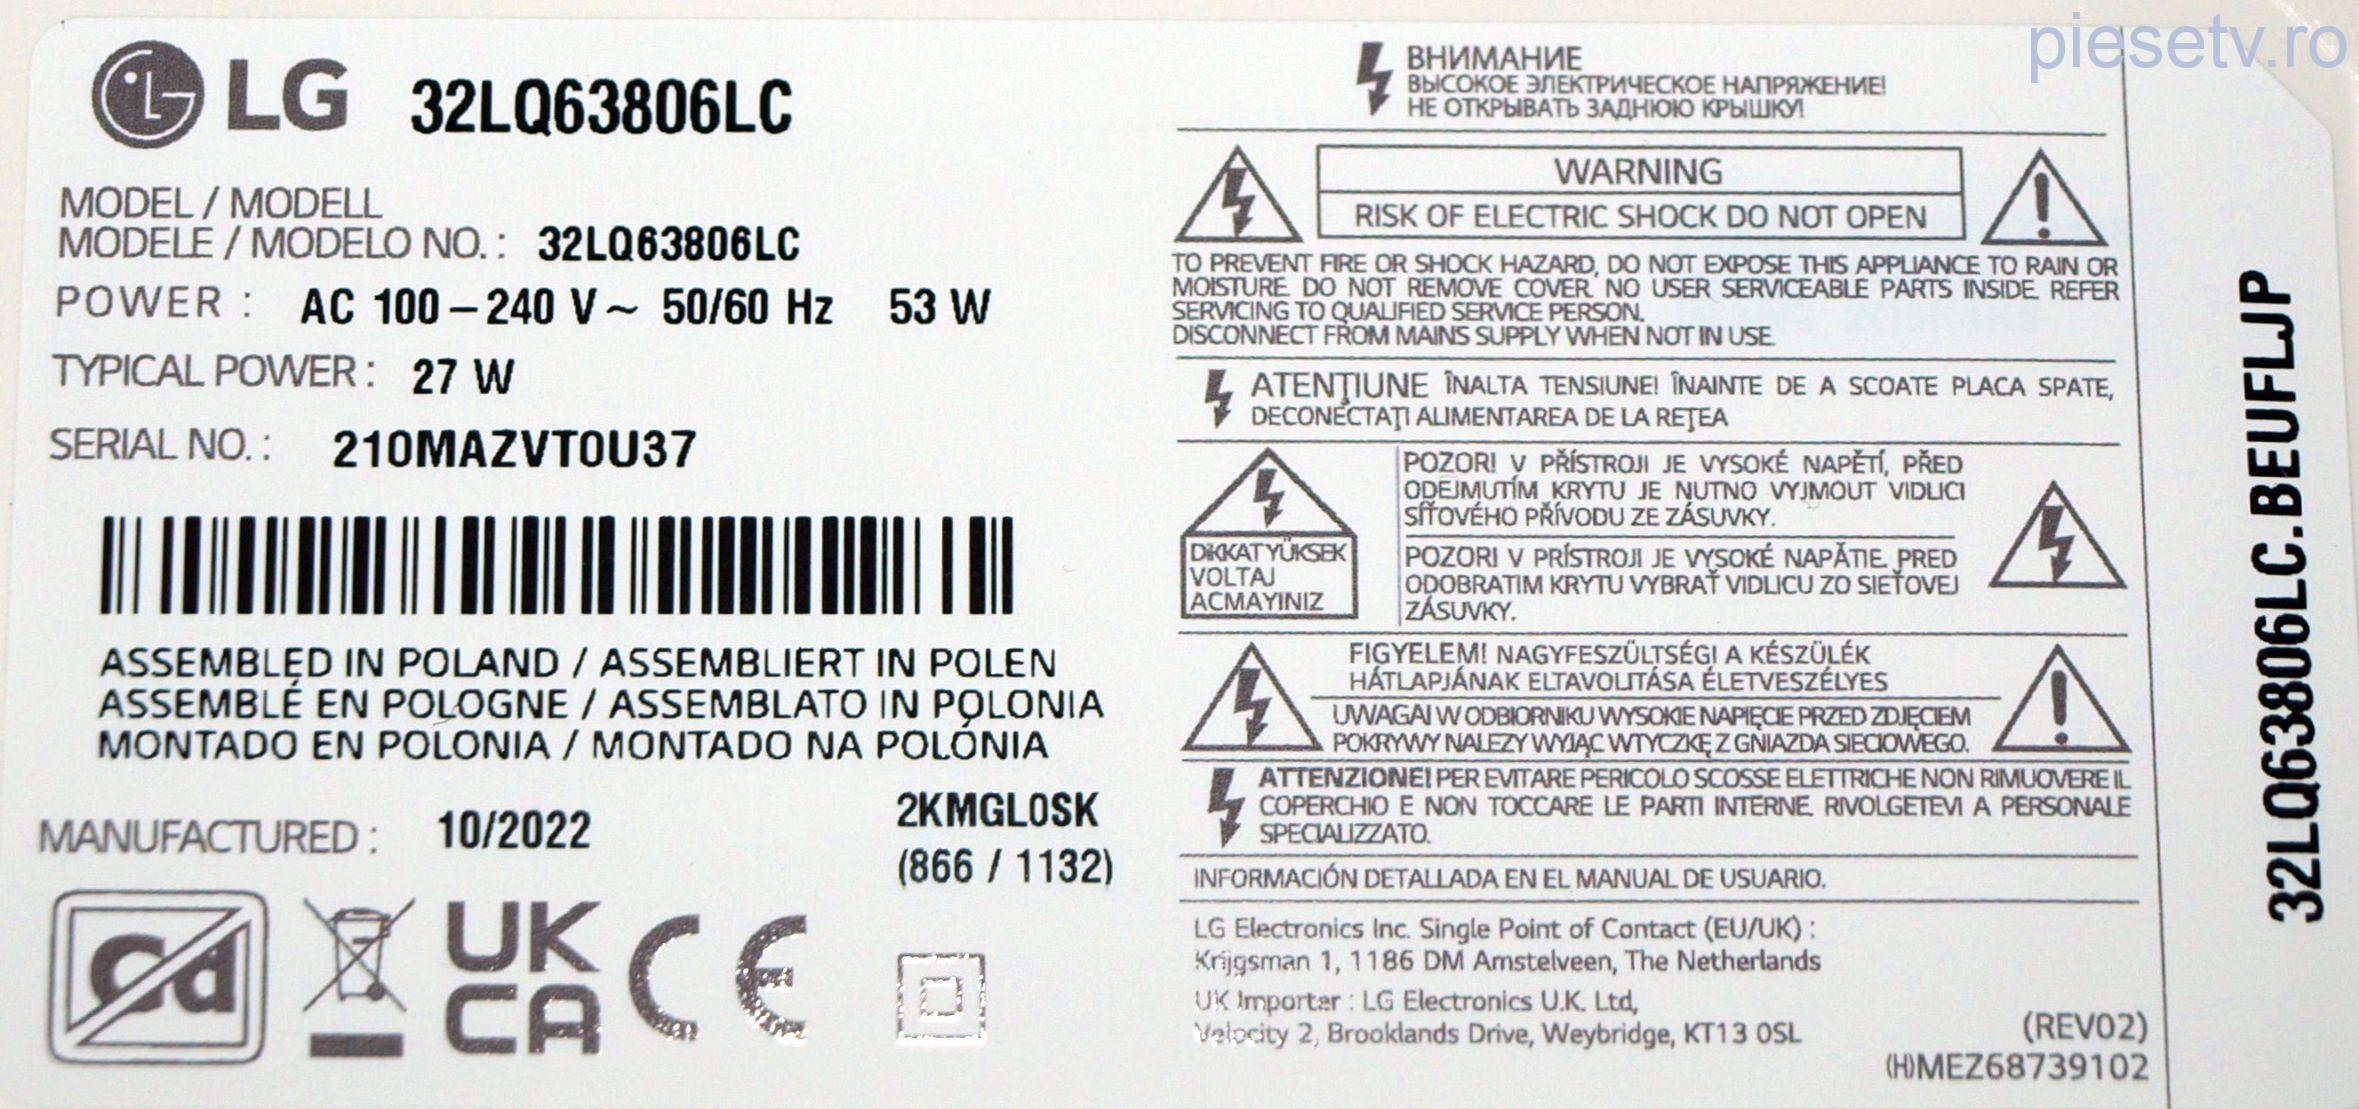 piesetv.ro
LG 32LQ63806LC
MODEL / MODELL
MODELE / MODELO NO. : 32LQ63806LC
POWER : AC 100 – 240 V ~ 50/60 Hz 53 W
TYPICAL POWER : 27 W
SERIAL NO. : 210MAZVT0U37
ASSEMBLED IN POLAND / ASSEMBLIERT IN POLEN
ASSEMBLÉ EN POLOGNE / ASSEMBLATO IN POLONIA
MONTADO EN POLONIA / MONTADO NA POLÓNIA
MANUFACTURED : 10/2022
2KMGL0SK
(866 / 1132)
Cd
UK
CA
CE
ВНИМАНИЕ
ВЫСОКОЕ ЭЛЕКТРИЧЕСКОЕ НАПРЯЖЕНИЕ!
НЕ ОТКРЫВАТЬ ЗАДНЮЮ КРЫШКУ!
WARNING
RISK OF ELECTRIC SHOCK DO NOT OPEN
TO PREVENT FIRE OR SHOCK HAZARD, DO NOT EXPOSE THIS APPLIANCE TO RAIN OR
MOISTURE. DO NOT REMOVE COVER. NO USER SERVICEABLE PARTS INSIDE. REFER
SERVICING TO QUALIFIED SERVICE PERSON.
DISCONNECT FROM MAINS SUPPLY WHEN NOT IN USE.
ATENŢIUNE ÎNALTA TENSIUNE! ÎNAINTE DE A SCOATE PLACA SPATE,
DECONECTAŢI ALIMENTAREA DE LA REŢEA
DİKKAT YÜKSEK
VOLTAJ
ACMAYINIZ
POZOR! V PŘÍSTROJI JE VYSOKÉ NAPĚTÍ, PŘED
ODEJMUTÍM KRYTU JE NUTNO VYJMOUT VIDLICI
SÍŤOVÉHO PŘÍVODU ZE ZÁSUVKY.
POZOR! V PRÍSTROJI JE VYSOKÉ NAPÄTIE. PRED
ODOBRATIM KRYTU VYBRAŤ VIDLICU ZO SIEŤOVEJ
ZÁSUVKY.
FIGYELEM! NAGYFESZÜLTSÉG! A KÉSZÜLÉK
HÁTLAPJÁNAK ELTAVOLITÁSA ÉLETVESZÉLYES
UWAGA! W ODBIORNIKU WYSOKIE NAPIĘCIE PRZED ZDJĘCIEM
POKRYWY NALEZY WYJĄC WTYCZKĘ Z GNIAZDA SIECIOWEGO.
ATTENZIONE! PER EVITARE PERICOLO SCOSSE ELETTRICHE NON RIMUOVERE IL
COPERCHIO E NON TOCCARE LE PARTI INTERNE. RIVOLGETEVI A PERSONALE
SPECIALIZZATO.
INFORMACIÓN DETALLADA EN EL MANUAL DE USUARIO.
LG Electronics Inc. Single Point of Contact (EU/UK) :
Krijgsman 1, 1186 DM Amstelveen, The Netherlands
UK Importer : LG Electronics U.K. Ltd,
Velocity 2, Brooklands Drive, Weybridge, KT13 0SL
(REV02)
(H)MEZ68739102
32LQ63806LC.BEUFLJP